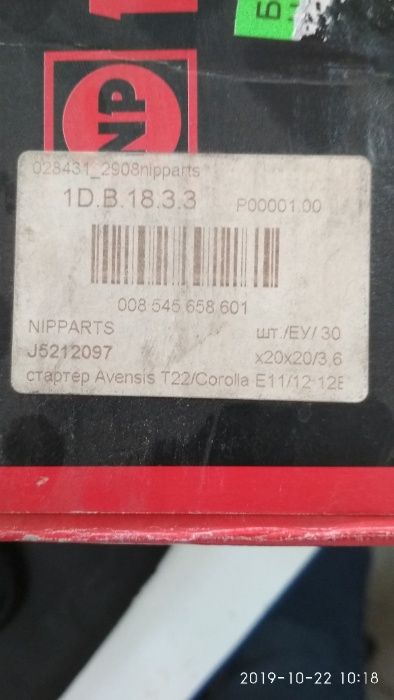 Б
NP
028431_2908nipparts
1D.B.18.3.3 P00001.00
008 545 658 601
NIPPARTS шт./EУ/ 30
J5212097 x20x20/3,6
стартер Avensis T22/Corolla E11/12 12E
2019-10-22 10:18